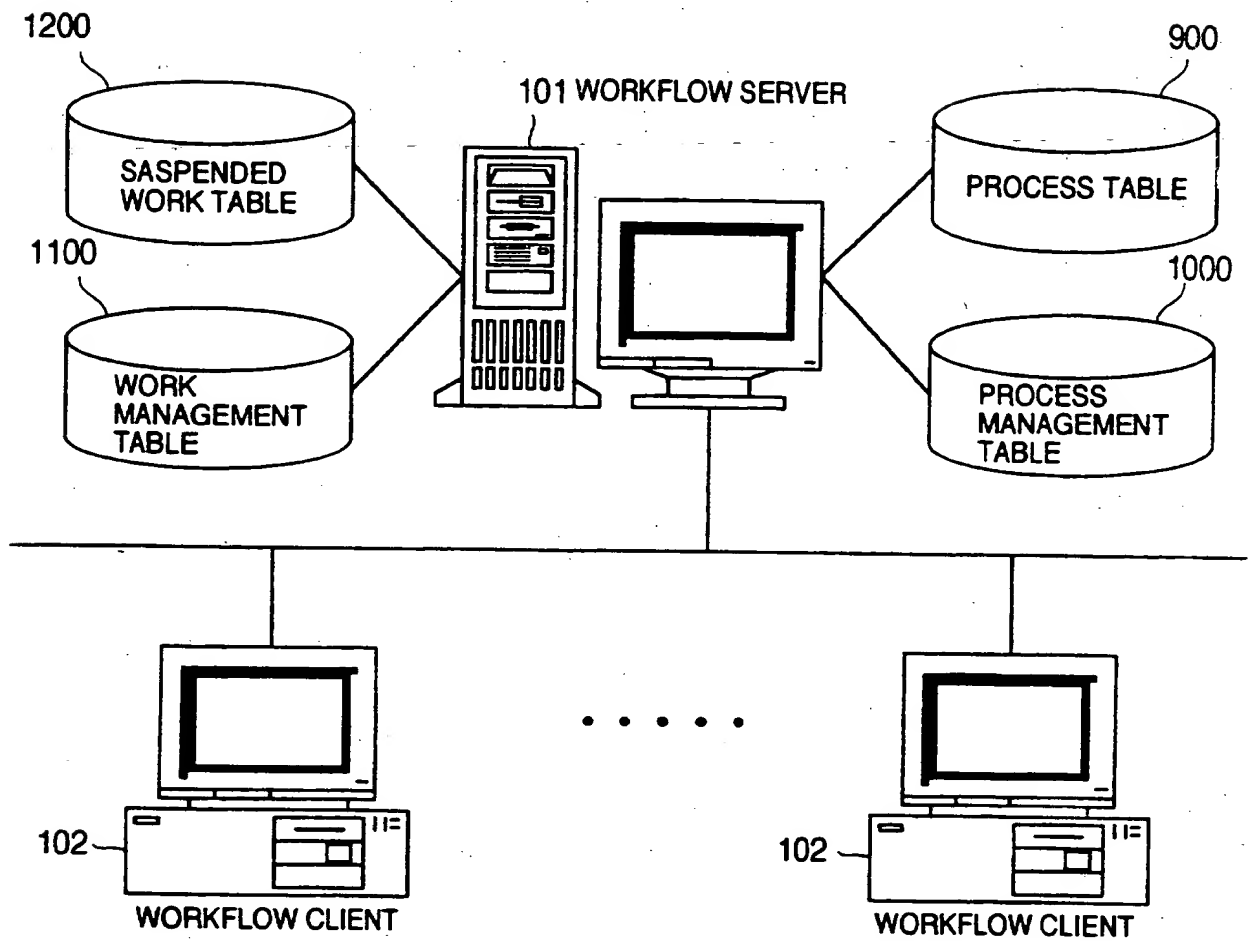 1200
101 WORKFLOW SERVER
900
SASPENDED
WORK TABLE
PROCESS TABLE
1100
1000
WORK
MANAGEMENT
TABLE
PROCESS
MANAGEMENT
TABLE
102
WORKFLOW CLIENT
102
WORKFLOW CLIENT